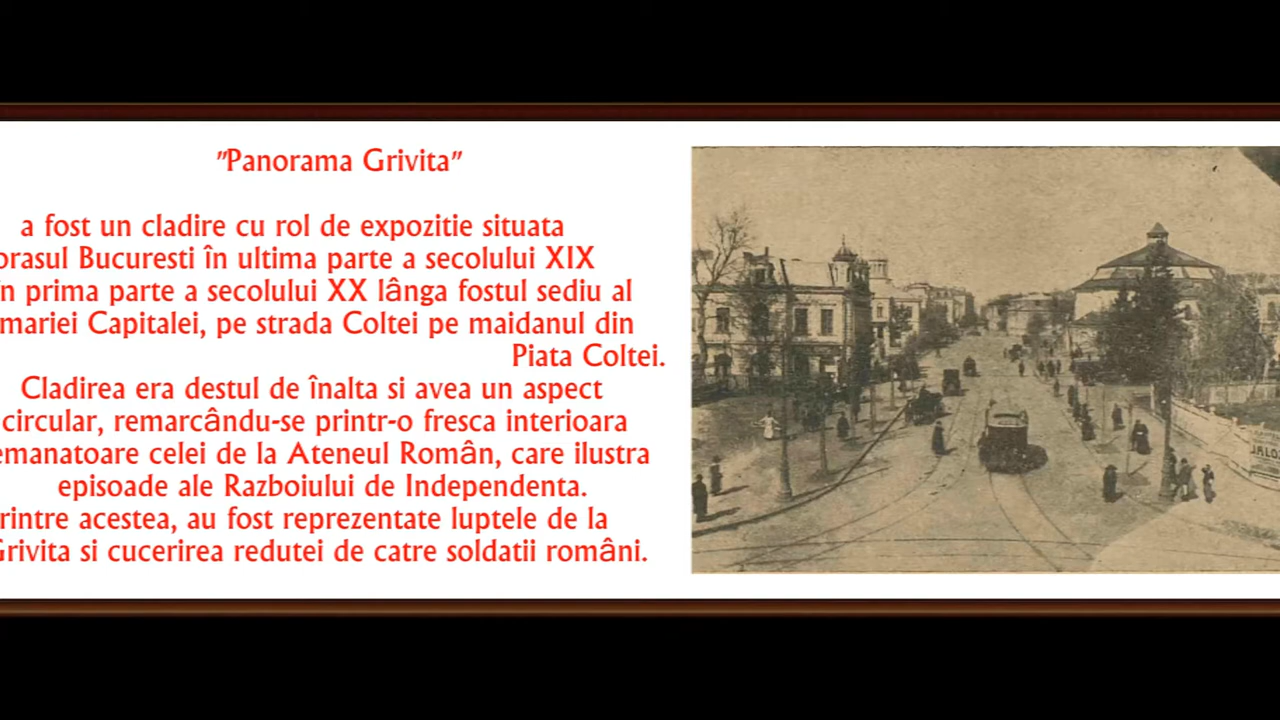 "Panorama Grivita"
a fost un cladire cu rol de expozitie situata
orasul Bucuresti în ultima parte a secolului XIX
în prima parte a secolului XX lânga fostul sediu al
mariei Capitalei, pe strada Coltei pe maidanul din
Piata Coltei.
Cladirea era destul de înalta si avea un aspect
circular, remarcându-se printr-o fresca interioara
emanatoare celei de la Ateneul Român, care ilustra
episoade ale Razboiului de Independenta.
rintre acestea, au fost reprezentate luptele de la
Grivita si cucerirea redutei de catre soldatii români.
JALO